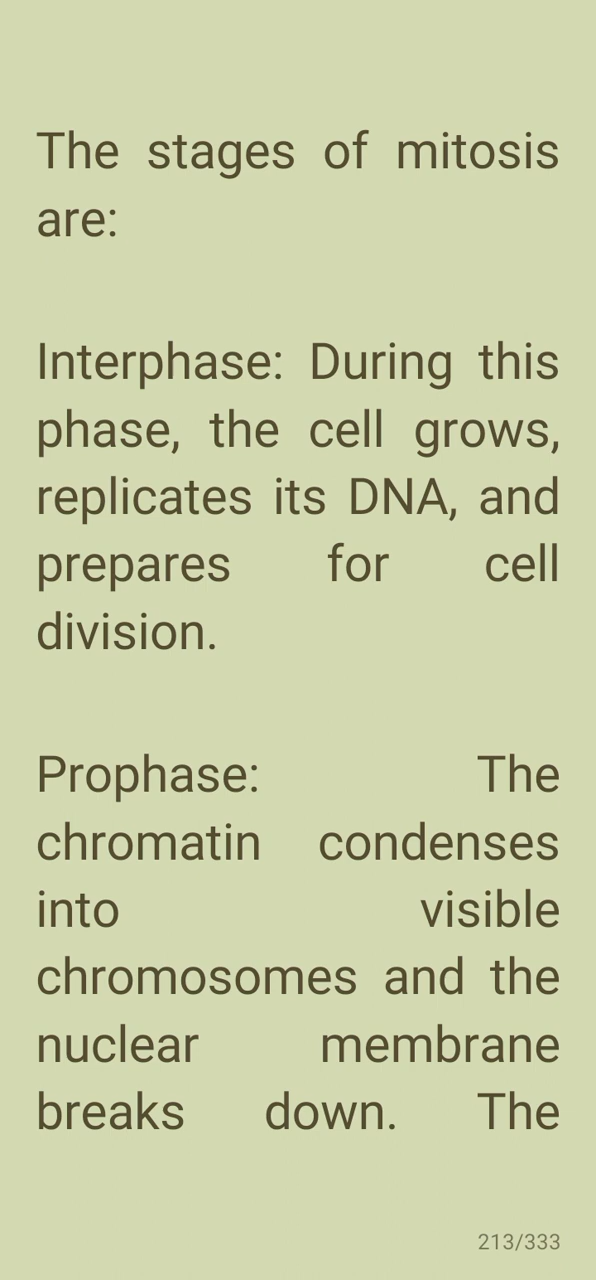 The stages of mitosis
are:
Interphase: During this
phase, the cell grows,
replicates its DNA, and
prepares for cell
division.
Prophase: The
chromatin condenses
into visible
chromosomes and the
nuclear membrane
breaks down. The
213/333